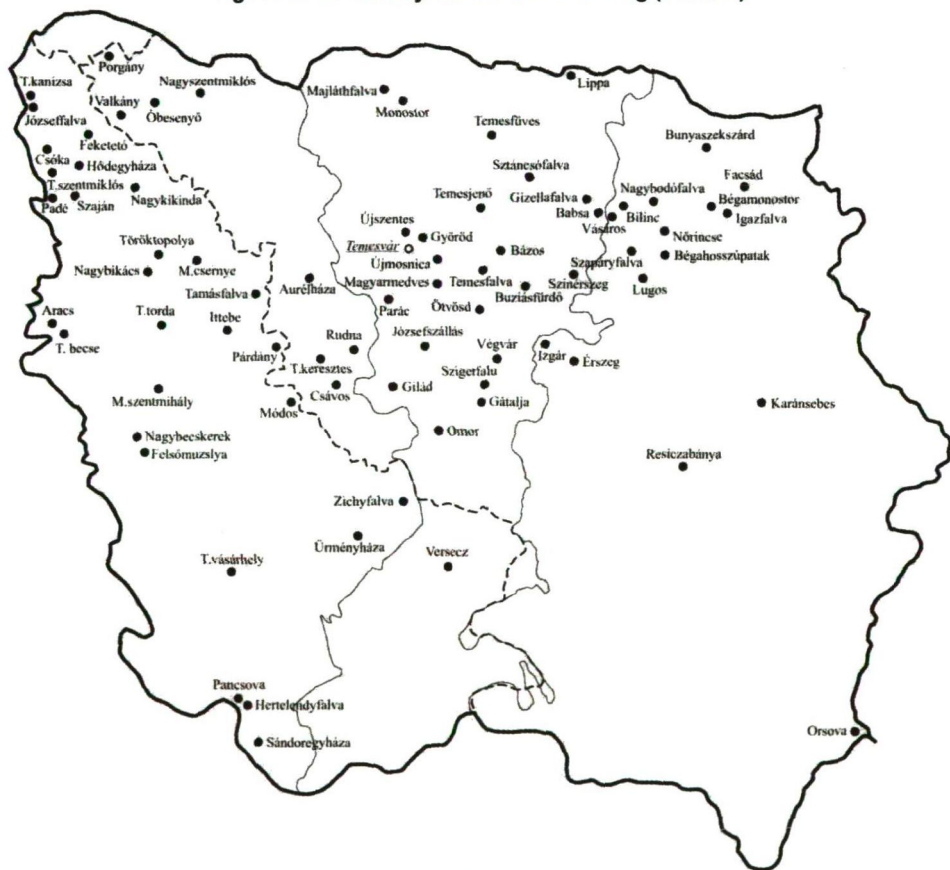 Porgány
T.kanizsa
Nagyszentmiklós
Majláthfalva
Lippa
Valkány
Óbesenyő
Monostor
Józseffalva
Temesfüves
Bunyaszekszárd
Feketetó
Csóka
Hódegyháza
Sztáncsófalva
Facsád
T.szentmiklós
Temesjenő
Gizellafalva
Nagybodófalva
Bégamonostor
Padé
Szaján
Nagykikinda
Babsa
Vásáros
Bilinc
Igazfalva
Újszentes
Győröd
Nőrincse
Temesvár
Töröktopolya
Bázos
Szapáryfalva
Bégahosszúpatak
Nagybikács
M.csernye
Újmosnica
Temesfalva
Szinérszeg
Lugos
Tamásfalva
Aurélháza
Magyarmedves
Buziásfürdő
Parác
Ötvösd
Aracs
T.torda
Ittebe
T. becse
Párdány
Rudna
Józsefszállás
Végvár
Izgár
T.keresztes
Érszeg
M.szentmihály
Csávos
Gilád
Szigetfalu
Módos
Gátalja
Karánsebes
Nagybecskerek
Omor
Felsőmuzslya
Resiczabánya
Zichyfalva
Ürményháza
Versecz
T.vásárhely
Pancsova
Hertelendyfalva
Sándoregyháza
Orsova